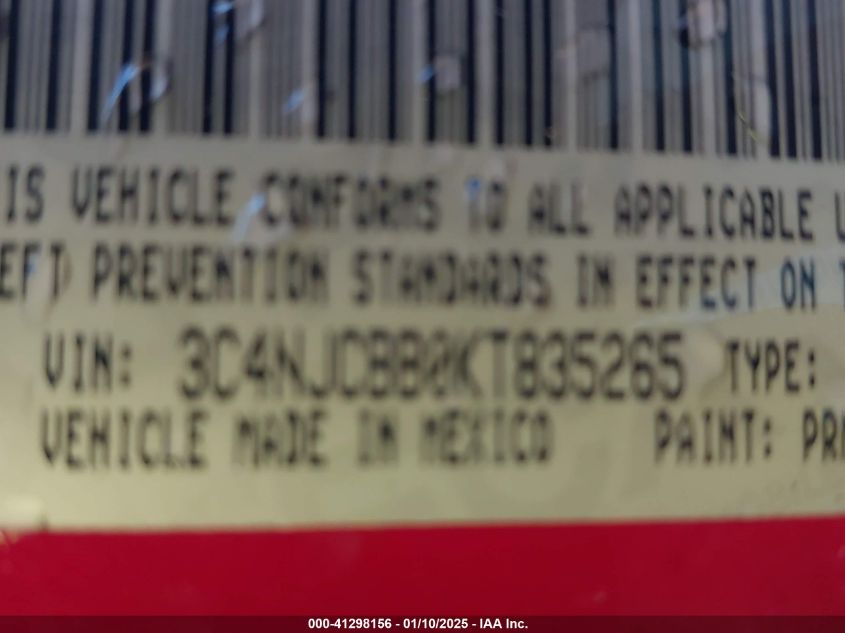 IS VEHICLE CONFORMS TO ALL APPLICABLE U
EFT PREVENTION STANDARDS IN EFFECT ON T
VIN: 3C4NJCBB0KT835265 TYPE:
VEHICLE MADE IN MEXICO PAINT: PR
000-41298156 - 01/10/2025 - IAA Inc.